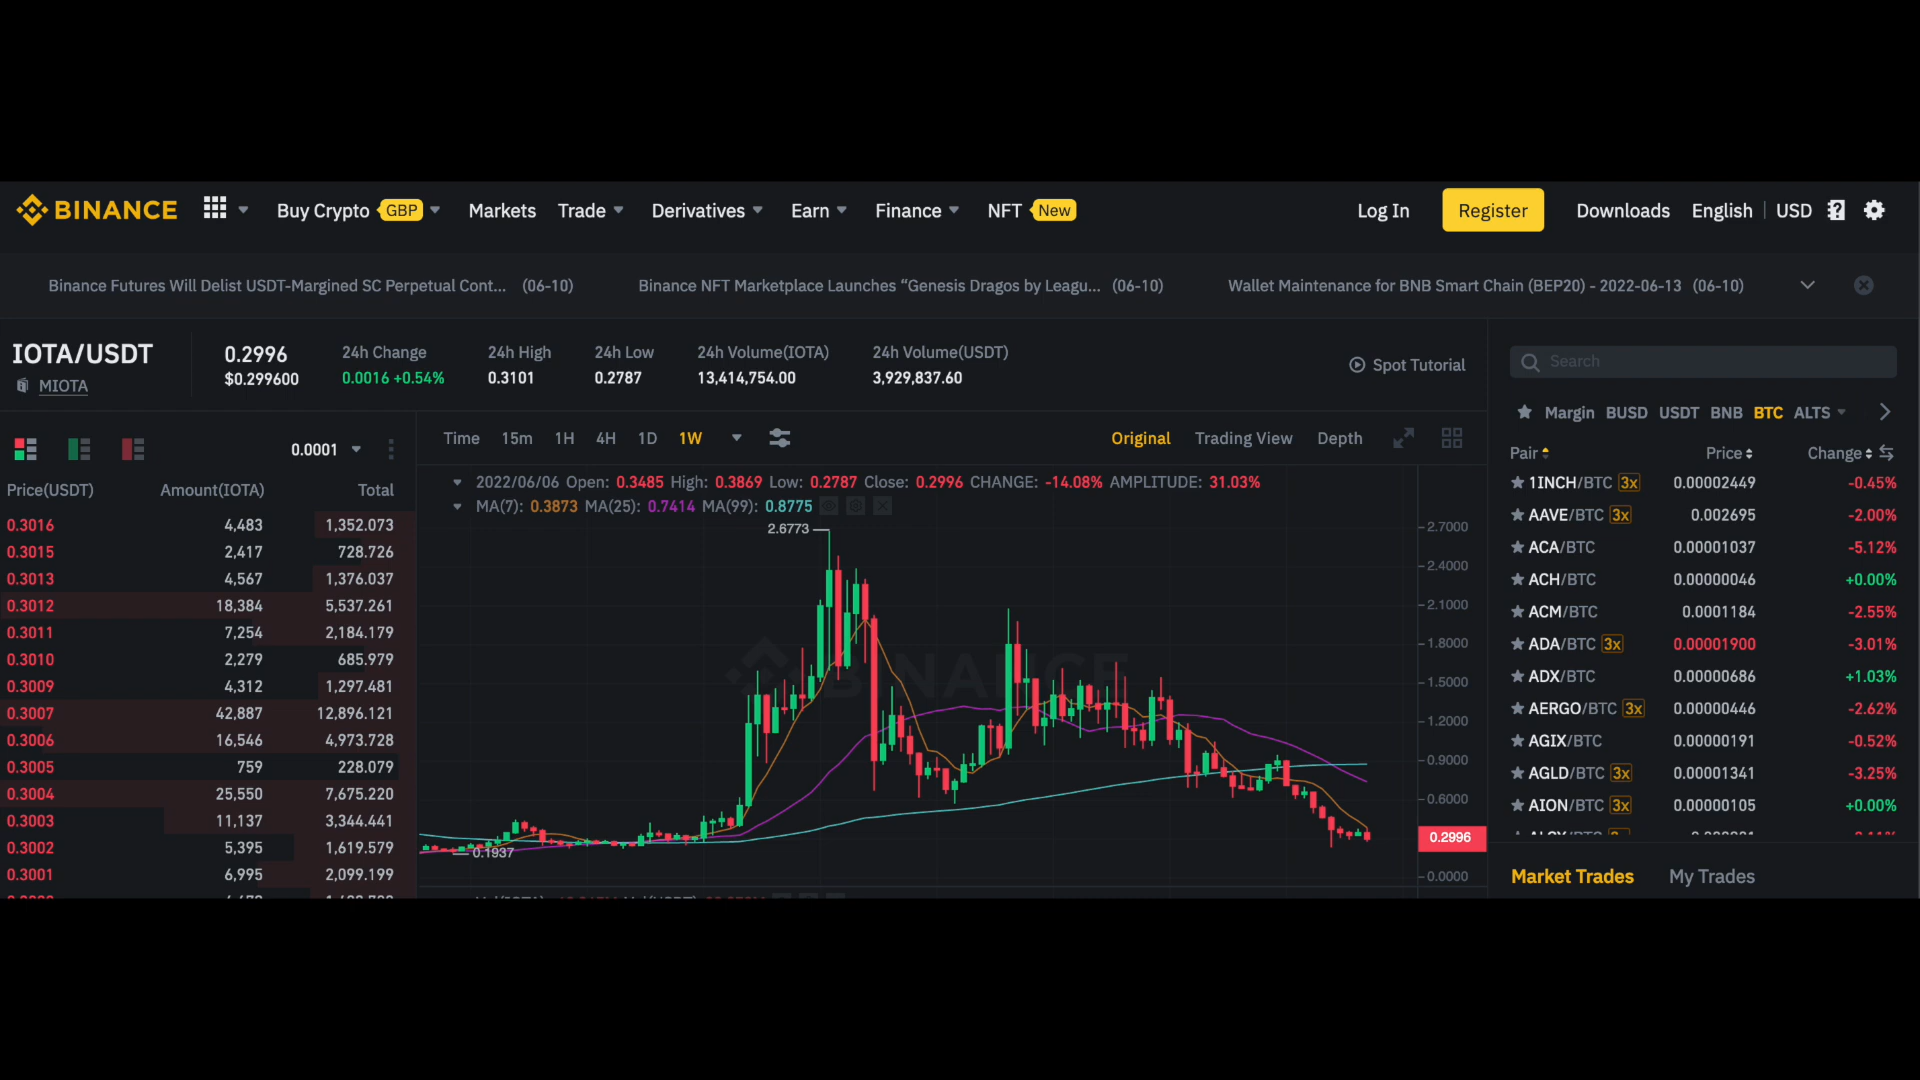 BINANCE Buy Crypto GBP Markets Trade Derivatives Earn Finance NFT New Log In Register Downloads English USD
Binance Futures Will Delist USDT-Margined SC Perpetual Cont... (06-10) Binance NFT Marketplace Launches “Genesis Dragos by Leagu... (06-10) Wallet Maintenance for BNB Smart Chain (BEP20) - 2022-06-13 (06-10)
IOTA/USDT
MIOTA
0.2996
$0.299600
24h Change
0.0016 +0.54%
24h High
0.3101
24h Low
0.2787
24h Volume(IOTA)
13,414,754.00
24h Volume(USDT)
3,929,837.60
Spot Tutorial
0.0001
Price(USDT) Amount(IOTA) Total
0.3016 4,483 1,352.073
0.3015 2,417 728.726
0.3013 4,567 1,376.037
0.3012 18,384 5,537.261
0.3011 7,254 2,184.179
0.3010 2,279 685.979
0.3009 4,312 1,297.481
0.3007 42,887 12,896.121
0.3006 16,546 4,973.728
0.3005 759 228.079
0.3004 25,550 7,675.220
0.3003 11,137 3,344.441
0.3002 5,395 1,619.579
0.3001 6,995 2,099.199
Time 15m 1H 4H 1D 1W Original Trading View Depth
2022/06/06 Open: 0.3485 High: 0.3869 Low: 0.2787 Close: 0.2996 CHANGE: -14.08% AMPLITUDE: 31.03%
MA(7): 0.3873 MA(25): 0.7414 MA(99): 0.8775
2.6773
0.1937
BINANCE
2.7000
2.4000
2.1000
1.8000
1.5000
1.2000
0.9000
0.6000
0.2996
0.0000
Search
Margin BUSD USDT BNB BTC ALTS
Pair Price Change
1INCH/BTC 3x 0.00002449 -0.45%
AAVE/BTC 3x 0.002695 -2.00%
ACA/BTC 0.00001037 -5.12%
ACH/BTC 0.00000046 +0.00%
ACM/BTC 0.0001184 -2.55%
ADA/BTC 3x 0.00001900 -3.01%
ADX/BTC 0.00000686 +1.03%
AERGO/BTC 3x 0.00000446 -2.62%
AGIX/BTC 0.00000191 -0.52%
AGLD/BTC 3x 0.00001341 -3.25%
AION/BTC 3x 0.00000105 +0.00%
Market Trades My Trades